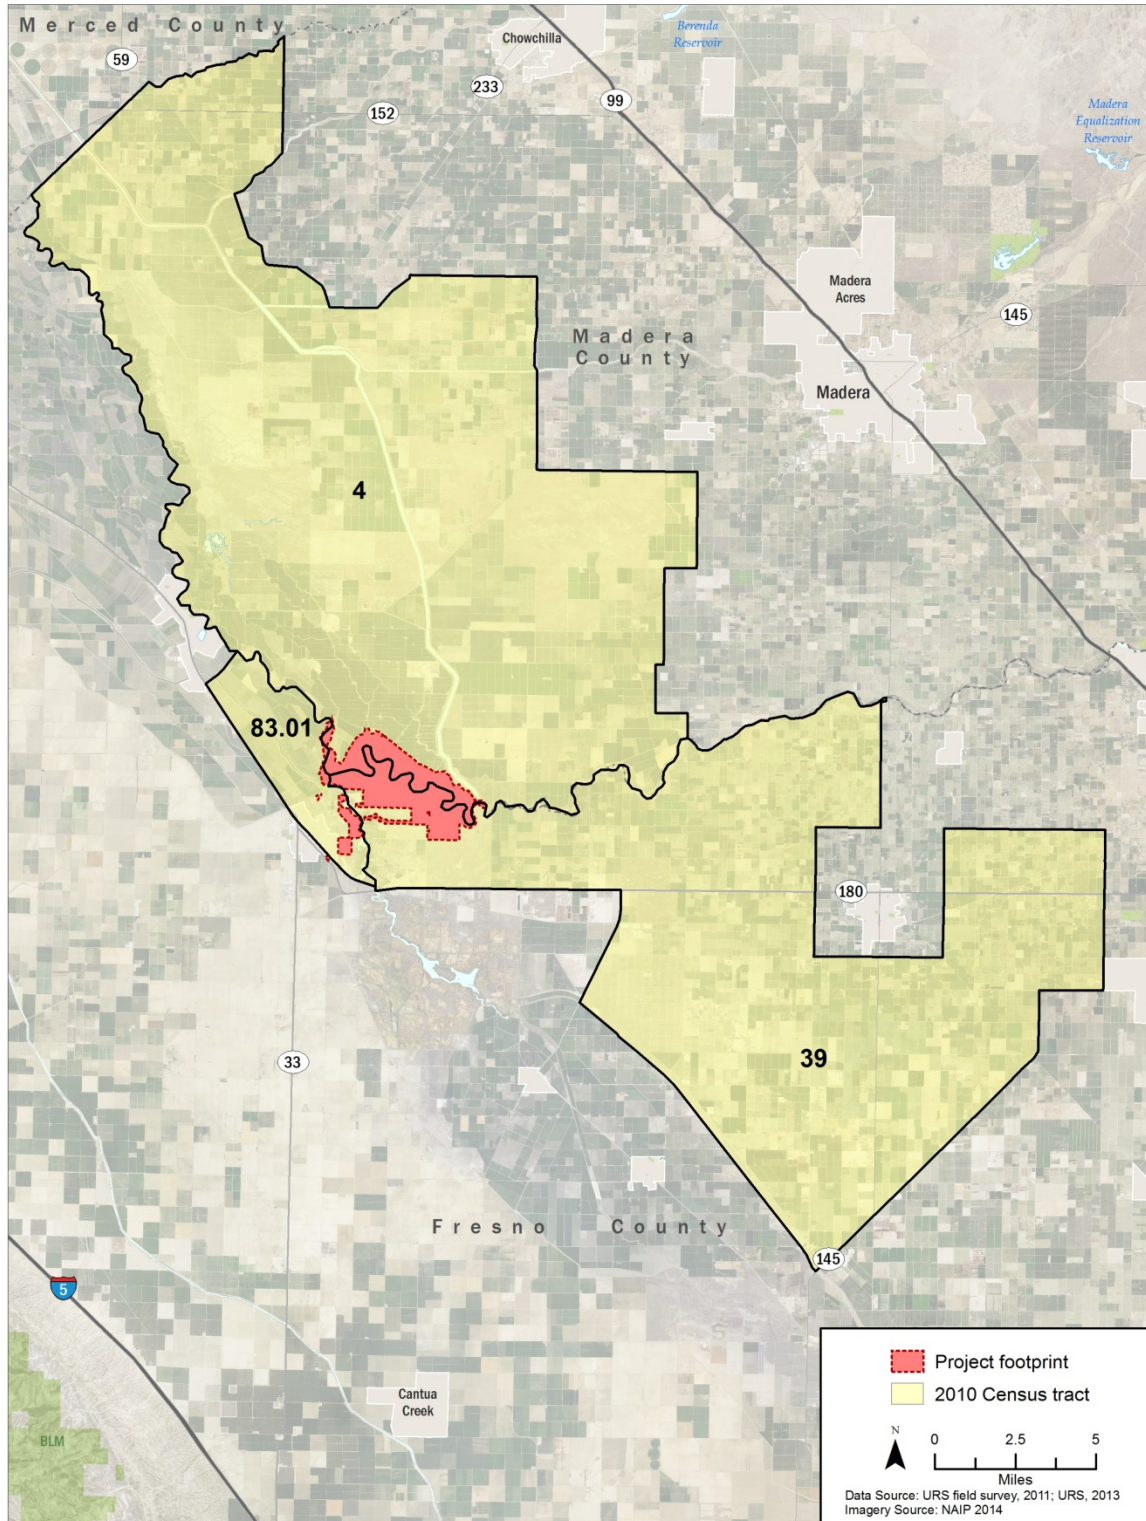 Merced County
59
Chowchilla
Berenda
Reservoir
233
99
152
Madera
Equalization
Reservoir
Madera
Acres
145
Madera
County
Madera
4
83.01
180
33
39
Fresno County
145
5
Cantua
Creek
BLM
Project footprint
2010 Census tract
N
0 2.5 5
Miles
Data Source: URS field survey, 2011; URS, 2013
Imagery Source: NAIP 2014